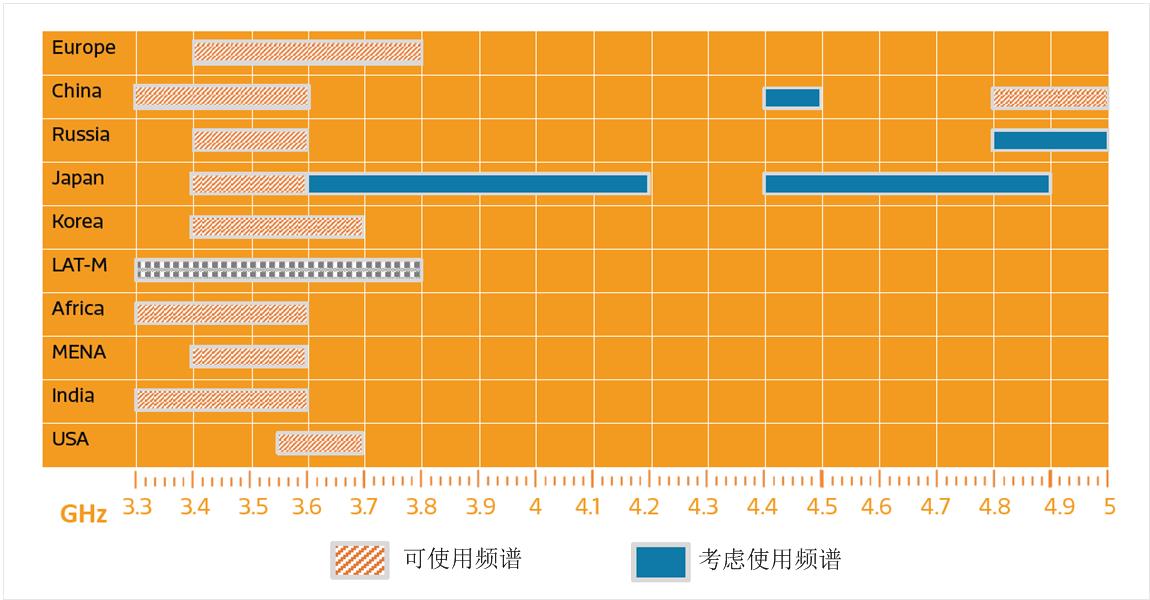 Europe
China
Russia
Japan
Korea
LAT-M
Africa
MENA
India
USA
GHz 3.3 3.4 3.5 3.6 3.7 3.8 3.9 4 4.1 4.2 4.3 4.4 4.5 4.6 4.7 4.8 4.9 5
可使用频谱 考虑使用频谱